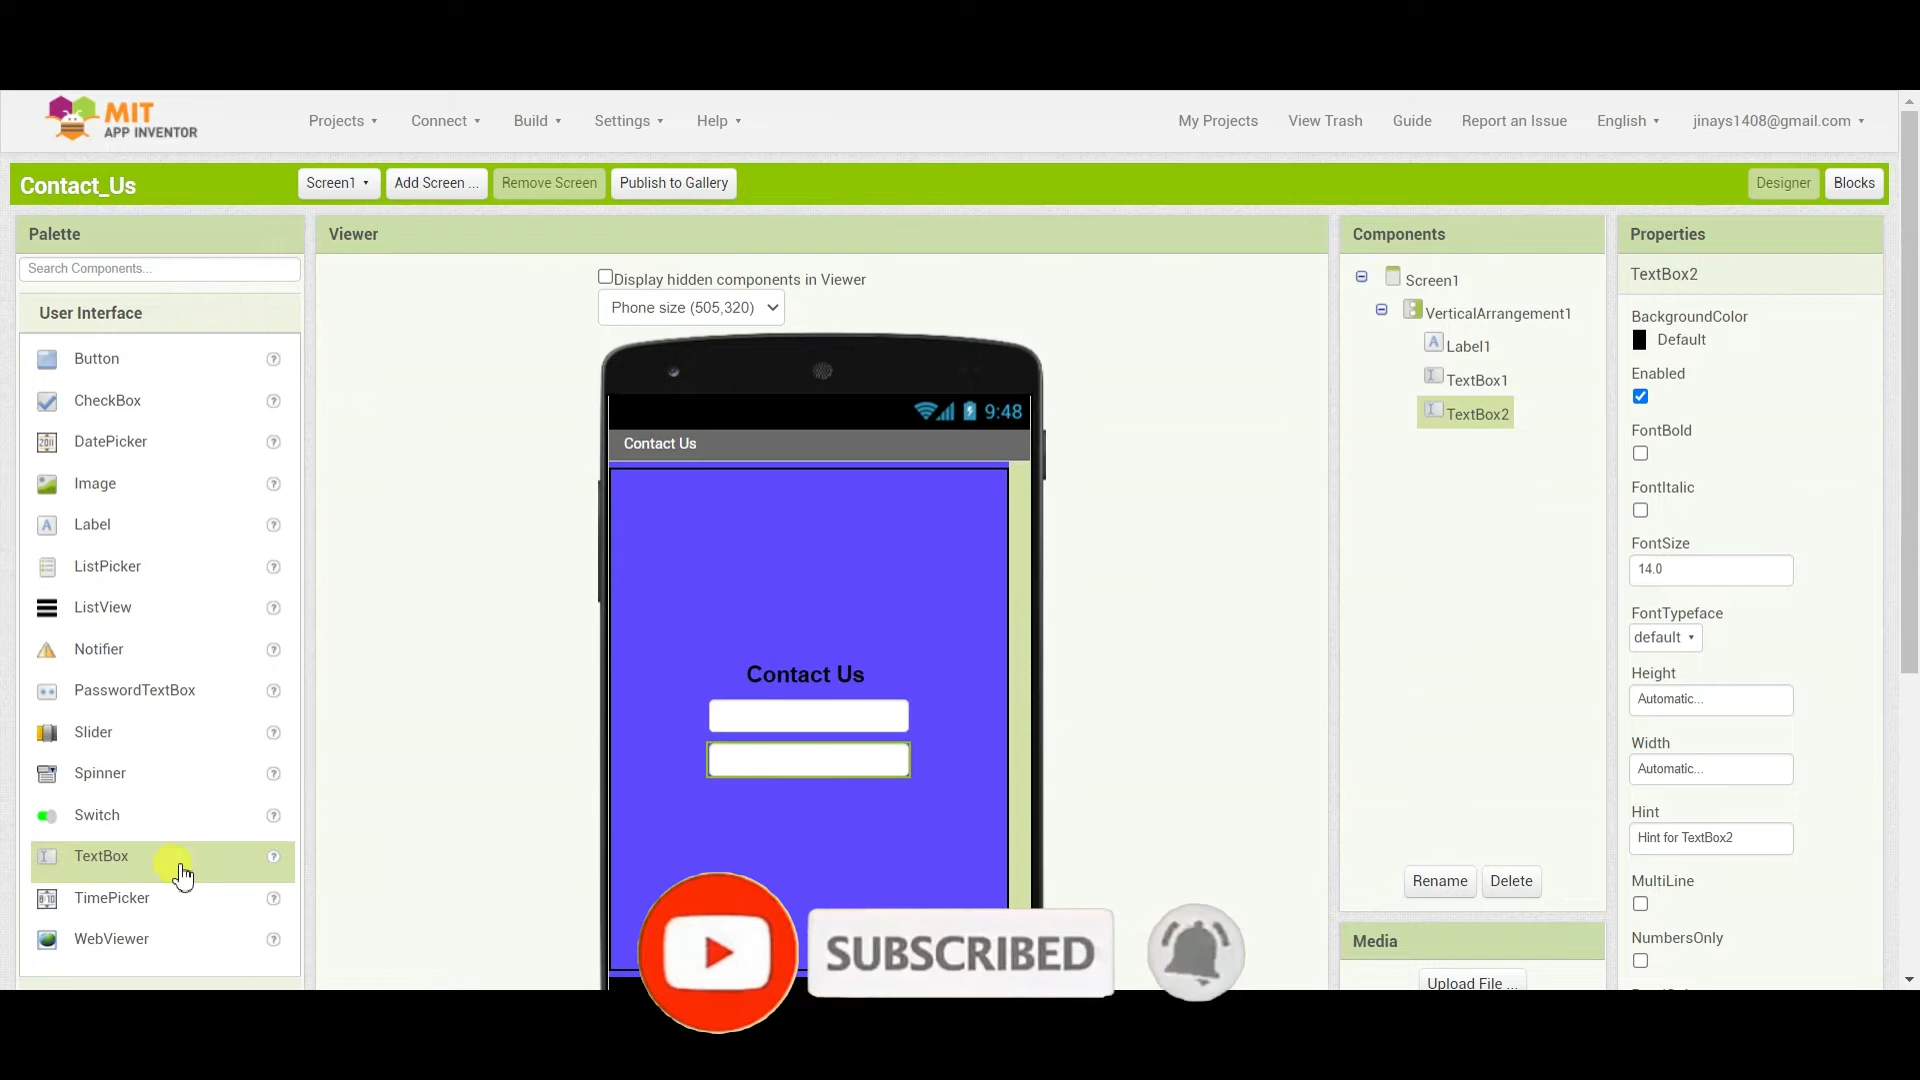 MIT
APP INVENTOR
Projects
Connect
Build
Settings
Help
My Projects
View Trash
Guide
Report an Issue
English
jinays1408@gmail.com
Contact_Us
Screen1
Add Screen ...
Remove Screen
Publish to Gallery
Designer
Blocks
Palette
Search Components...
User Interface
Button
CheckBox
DatePicker
Image
Label
ListPicker
ListView
Notifier
PasswordTextBox
Slider
Spinner
Switch
TextBox
TimePicker
WebViewer
Viewer
Display hidden components in Viewer
Phone size (505,320)
9:48
Contact Us
Contact Us
SUBSCRIBED
Components
Screen1
VerticalArrangement1
Label1
TextBox1
TextBox2
Rename
Delete
Media
Upload File ...
Properties
TextBox2
BackgroundColor
Default
Enabled
FontBold
FontItalic
FontSize
14.0
FontTypeface
default
Height
Automatic...
Width
Automatic...
Hint
Hint for TextBox2
MultiLine
NumbersOnly